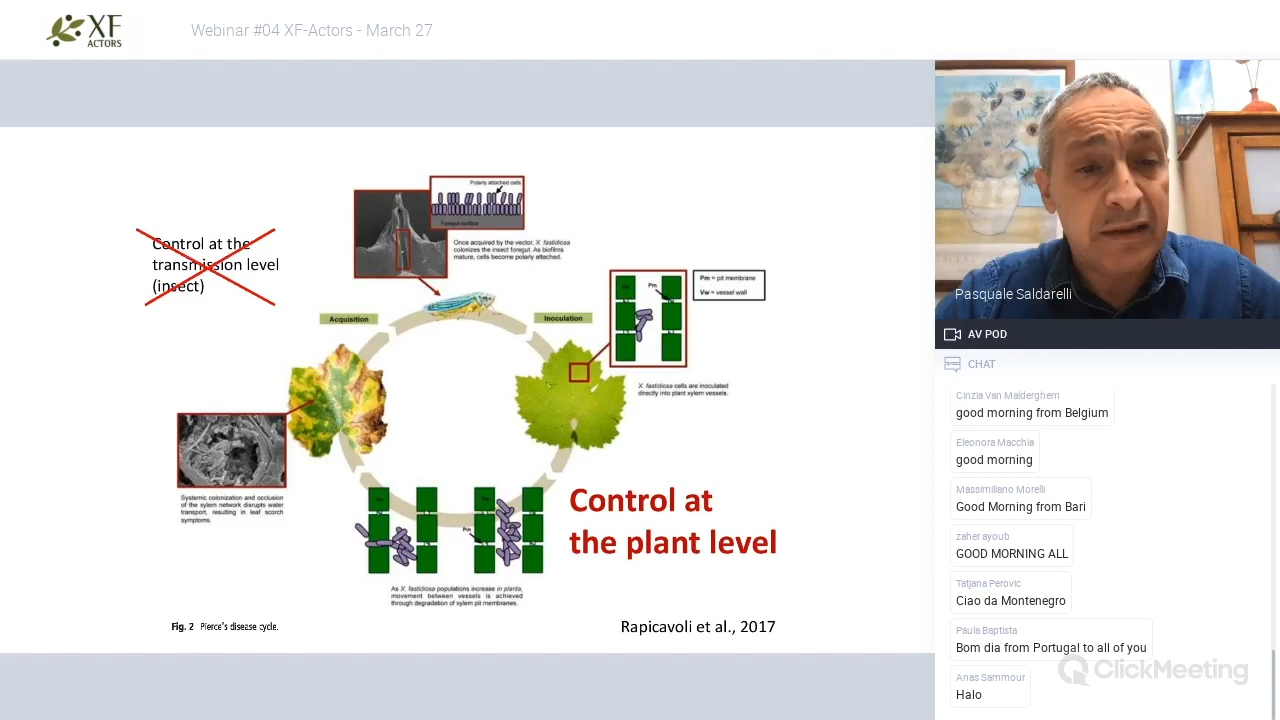 XF
ACTORS
Webinar #04 XF-Actors - March 27
Control at the
transmission level
(insect)
Polarly attached cells
Foregut surface
Once acquired by the vector, X. fastidiosa
colonizes the insect foregut. As biofilms
mature, cells become polarly attached.
Acquisition
Inoculation
Pm
Pm = pit membrane
Vw = vessel wall
X. fastidiosa cells are inoculated
directly into plant xylem vessels.
Systemic colonization and occlusion
of the xylem network disrupts water
transport, resulting in leaf scorch
symptoms.
Pm
Control at
the plant level
As X. fastidiosa populations increase in planta,
movement between vessels is achieved
through degradation of xylem pit membranes.
Fig. 2 Pierce's disease cycle.
Rapicavoli et al., 2017
Pasquale Saldarelli
AV POD
CHAT
Cinzia Van Malderghem
good morning from Belgium
Eleonora Macchia
good morning
Massimiliano Morelli
Good Morning from Bari
zaher ayoub
GOOD MORNING ALL
Tatjana Perovic
Ciao da Montenegro
Paula Baptista
Bom dia from Portugal to all of you
Anas Sammour
Halo
ClickMeeting